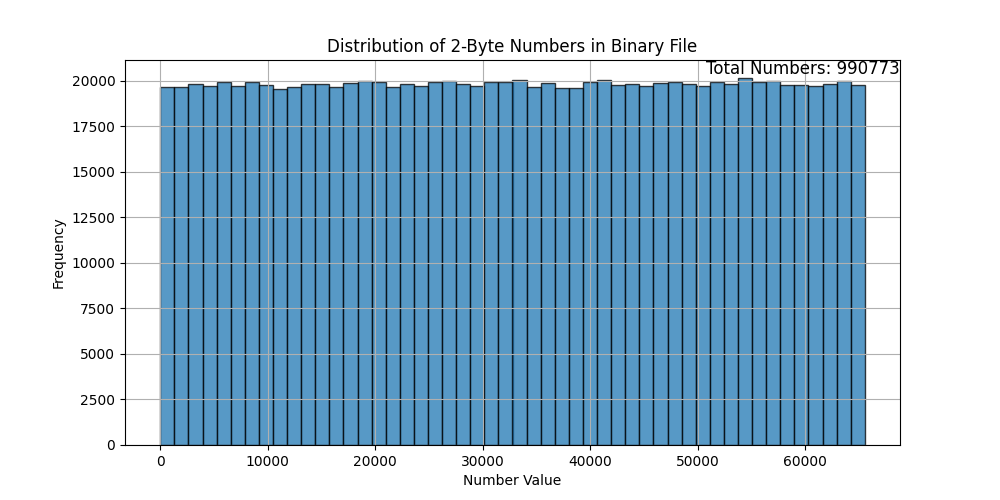 Distribution of 2-Byte Numbers in Binary File
Total Numbers: 990773
20000
17500
15000
12500
10000
7500
5000
2500
0
Frequency
0 10000 20000 30000 40000 50000 60000
Number Value